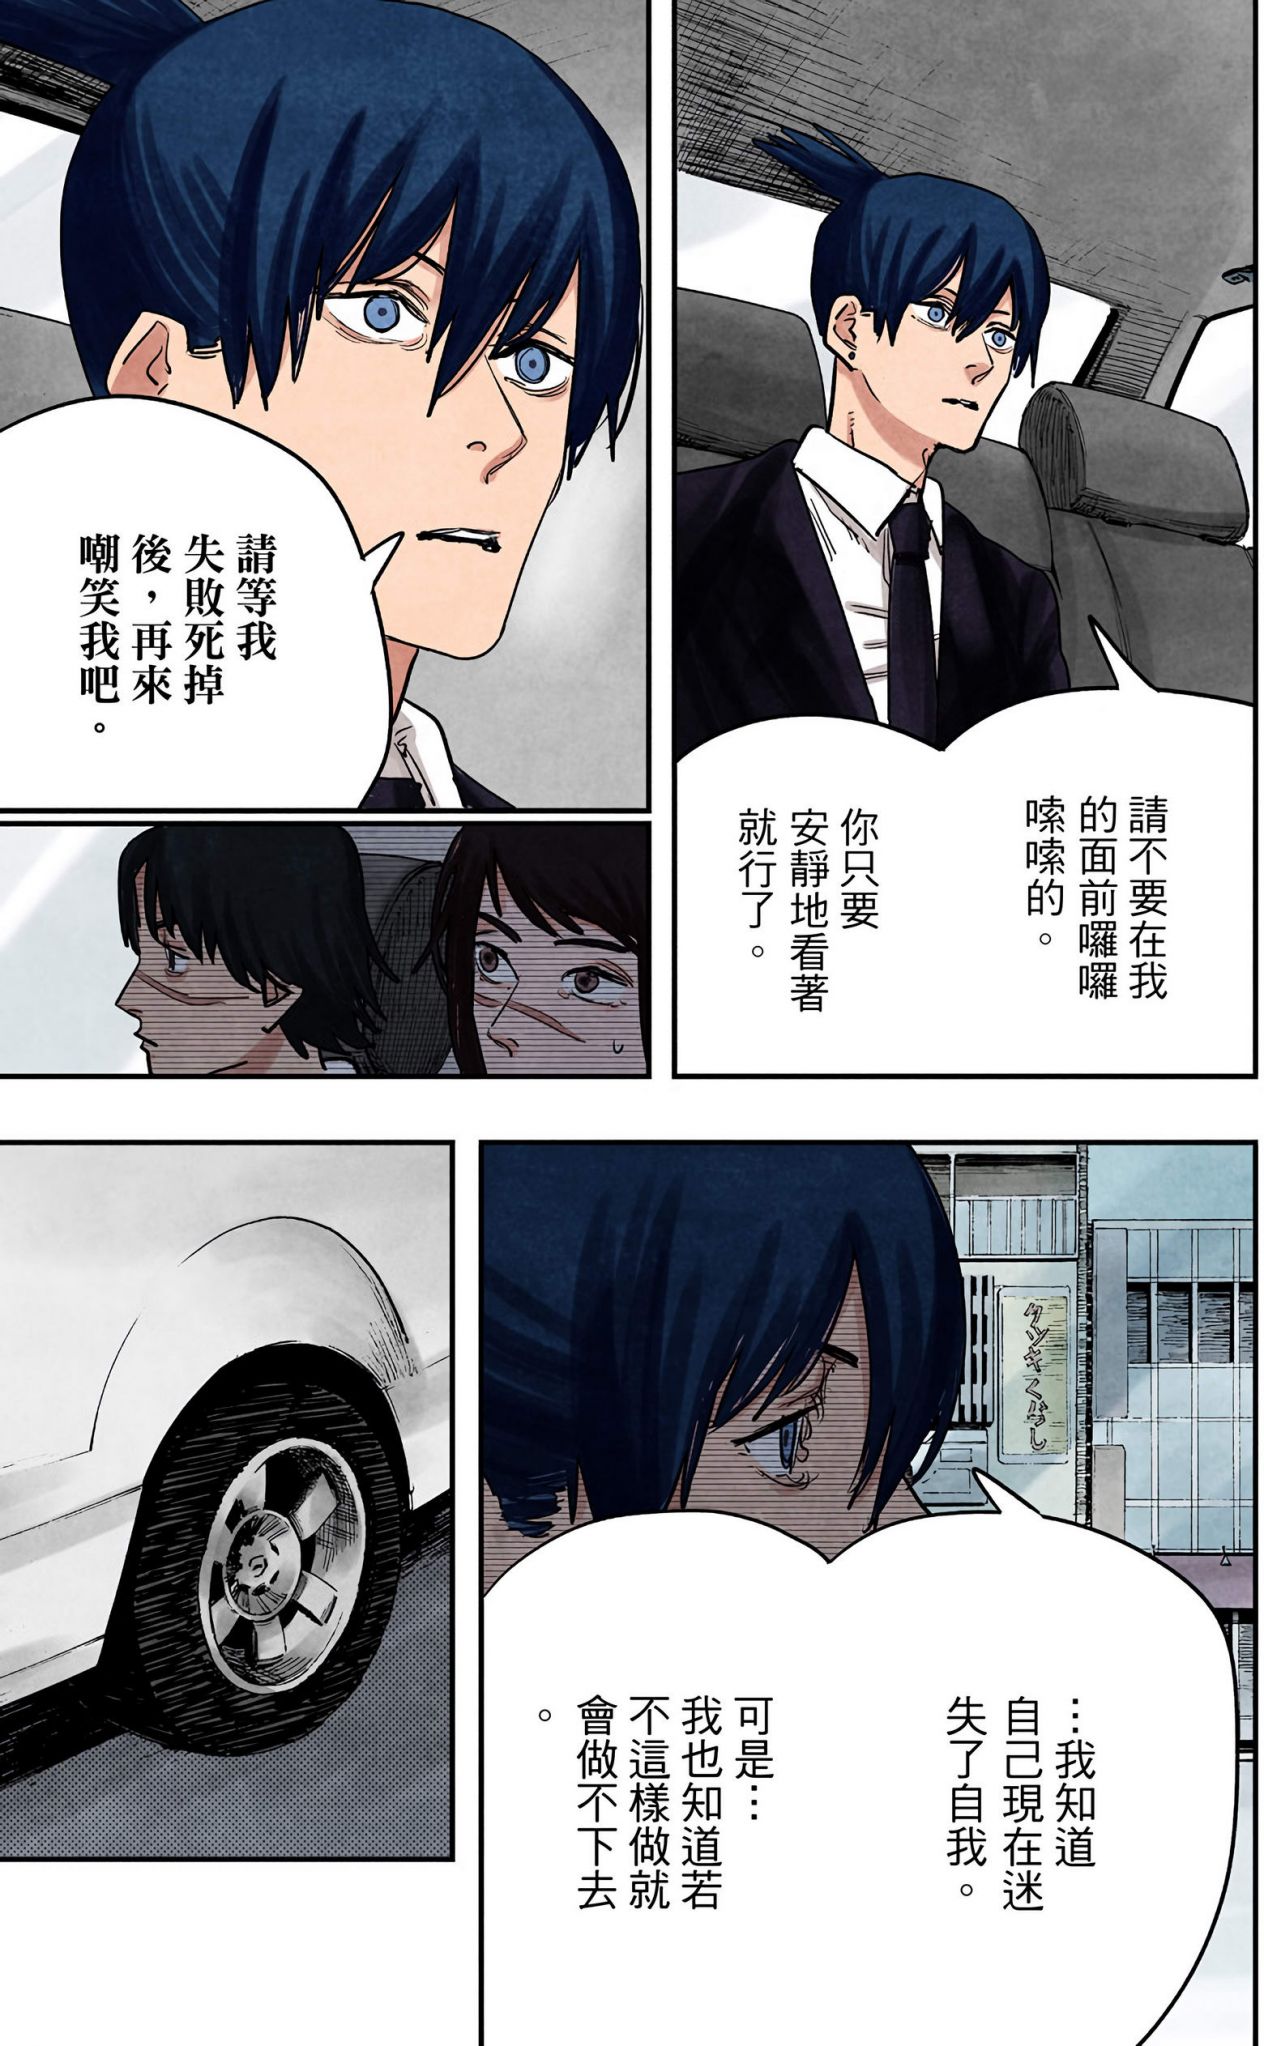 請不要在我
的面前囉囉
嗦嗦的。
你只要
安靜地看著
就行了。
請等我
失敗死掉
後，再來
嘲笑我吧。
…我知道
自己現在迷
失了自我。
可是…
我也知道若
不這樣做就
會做不下去
。